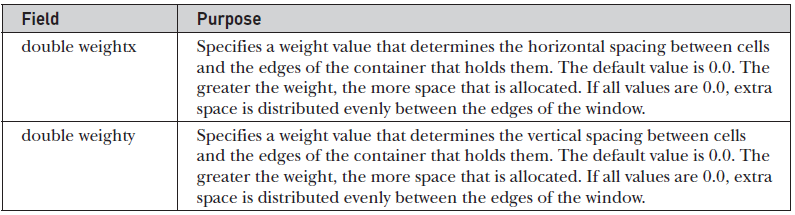 Field Purpose
double weightx Specifies a weight value that determines the horizontal spacing between cells
and the edges of the container that holds them. The default value is 0.0. The
greater the weight, the more space that is allocated. If all values are 0.0, extra
space is distributed evenly between the edges of the window.
double weighty Specifies a weight value that determines the vertical spacing between cells
and the edges of the container that holds them. The default value is 0.0. The
greater the weight, the more space that is allocated. If all values are 0.0, extra
space is distributed evenly between the edges of the window.